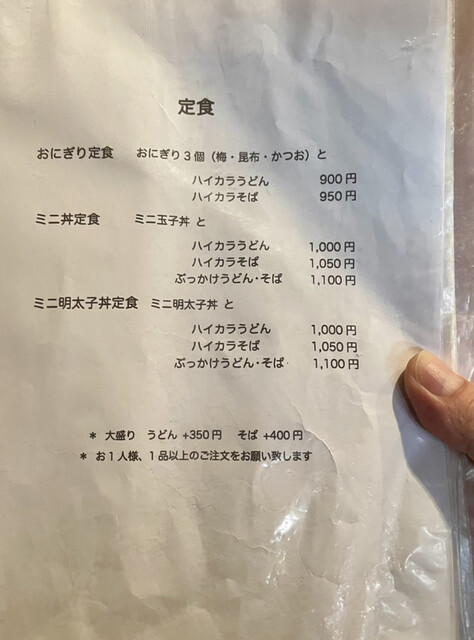 定食
おにぎり定食　おにぎり３個（梅・昆布・かつお）と
ハイカラうどん　900円
ハイカラそば　950円
ミニ丼定食　ミニ玉子丼 と
ハイカラうどん　1,000円
ハイカラそば　1,050円
ぶっかけうどん・そば　1,100円
ミニ明太子丼定食　ミニ明太子丼 と
ハイカラうどん　1,000円
ハイカラそば　1,050円
ぶっかけうどん・そば　1,100円
＊ 大盛り　うどん +350円　そば +400円
＊ お１人様、１品以上のご注文をお願い致します